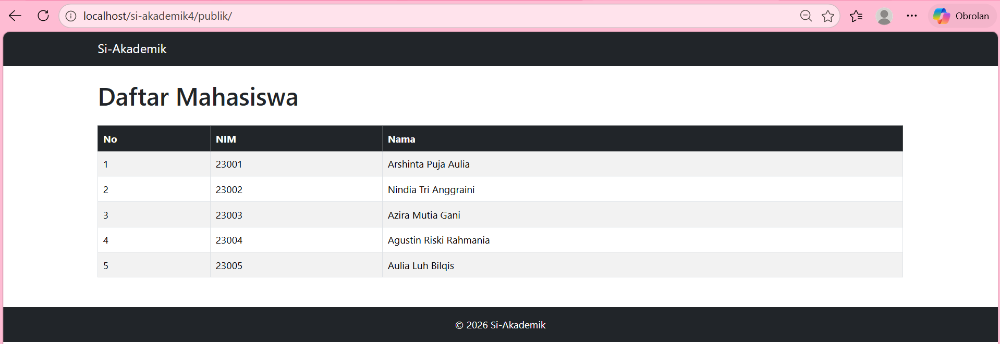 localhost/si-akademik4/publik/
Obrolan
Si-Akademik
Daftar Mahasiswa
No NIM Nama
1 23001 Arshinta Puja Aulia
2 23002 Nindia Tri Anggraini
3 23003 Azira Mutia Gani
4 23004 Agustin Riski Rahmania
5 23005 Aulia Luh Bilqis
© 2026 Si-Akademik